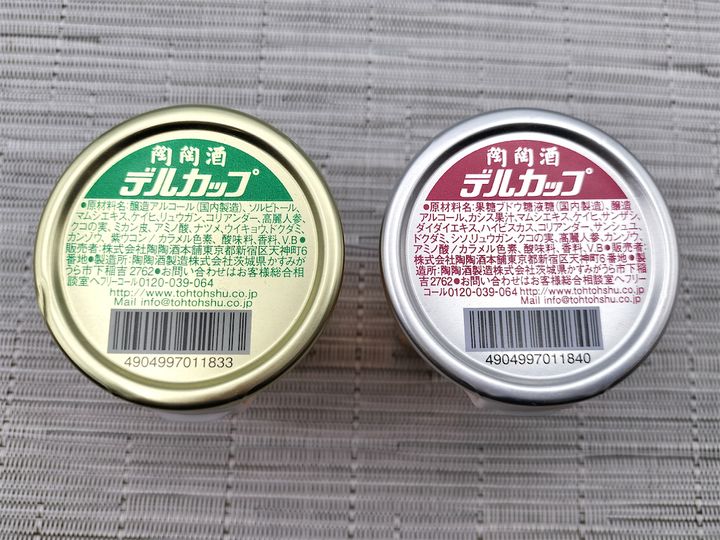 陶陶酒
デルカップ
●原材料名:醸造アルコール(国内製造)、ソルビトール、
マムシエキス、ケイヒ、リュウガン、コリアンダー、高麗人参、
クコの実、ミカン皮、アミノ酸、ナツメ、ウイキョウ、ドクダミ、
カンゾウ、紫ウコン/カラメル色素、酸味料、香料、V.B●
販売者:株式会社陶陶酒本舗東京都新宿区天神町6
番地●製造所:陶陶酒製造株式会社茨城県かすみが
うら市下稲吉2762●お問い合わせはお客様総合相
談室へフリーコール0120-039-064
http://www.tohtohshu.co.jp
Mail info@tohtohshu.co.jp
4904997011833
陶陶酒
デルカップ
●原材料名:果糖ブドウ糖液糖(国内製造)、醸造
アルコール、カシス果汁、マムシエキス、ケイヒ、サンザシ、
ダイダイエキス、ハイビスカス、コリアンダー、サンシュユ、
ドクダミ、シソ、リュウガン、クコの実、高麗人参、カンゾウ、
アミノ酸/カラメル色素、酸味料、香料、V.B●販売者:
株式会社陶陶酒本舗東京都新宿区天神町6番地●製
造所:陶陶酒製造株式会社茨城県かすみがうら市下稲
吉2762●お問い合わせはお客様総合相談室へフリー
コール0120-039-064 http://www.tohtohshu.co.jp
Mail info@tohtohshu.co.jp
4904997011840